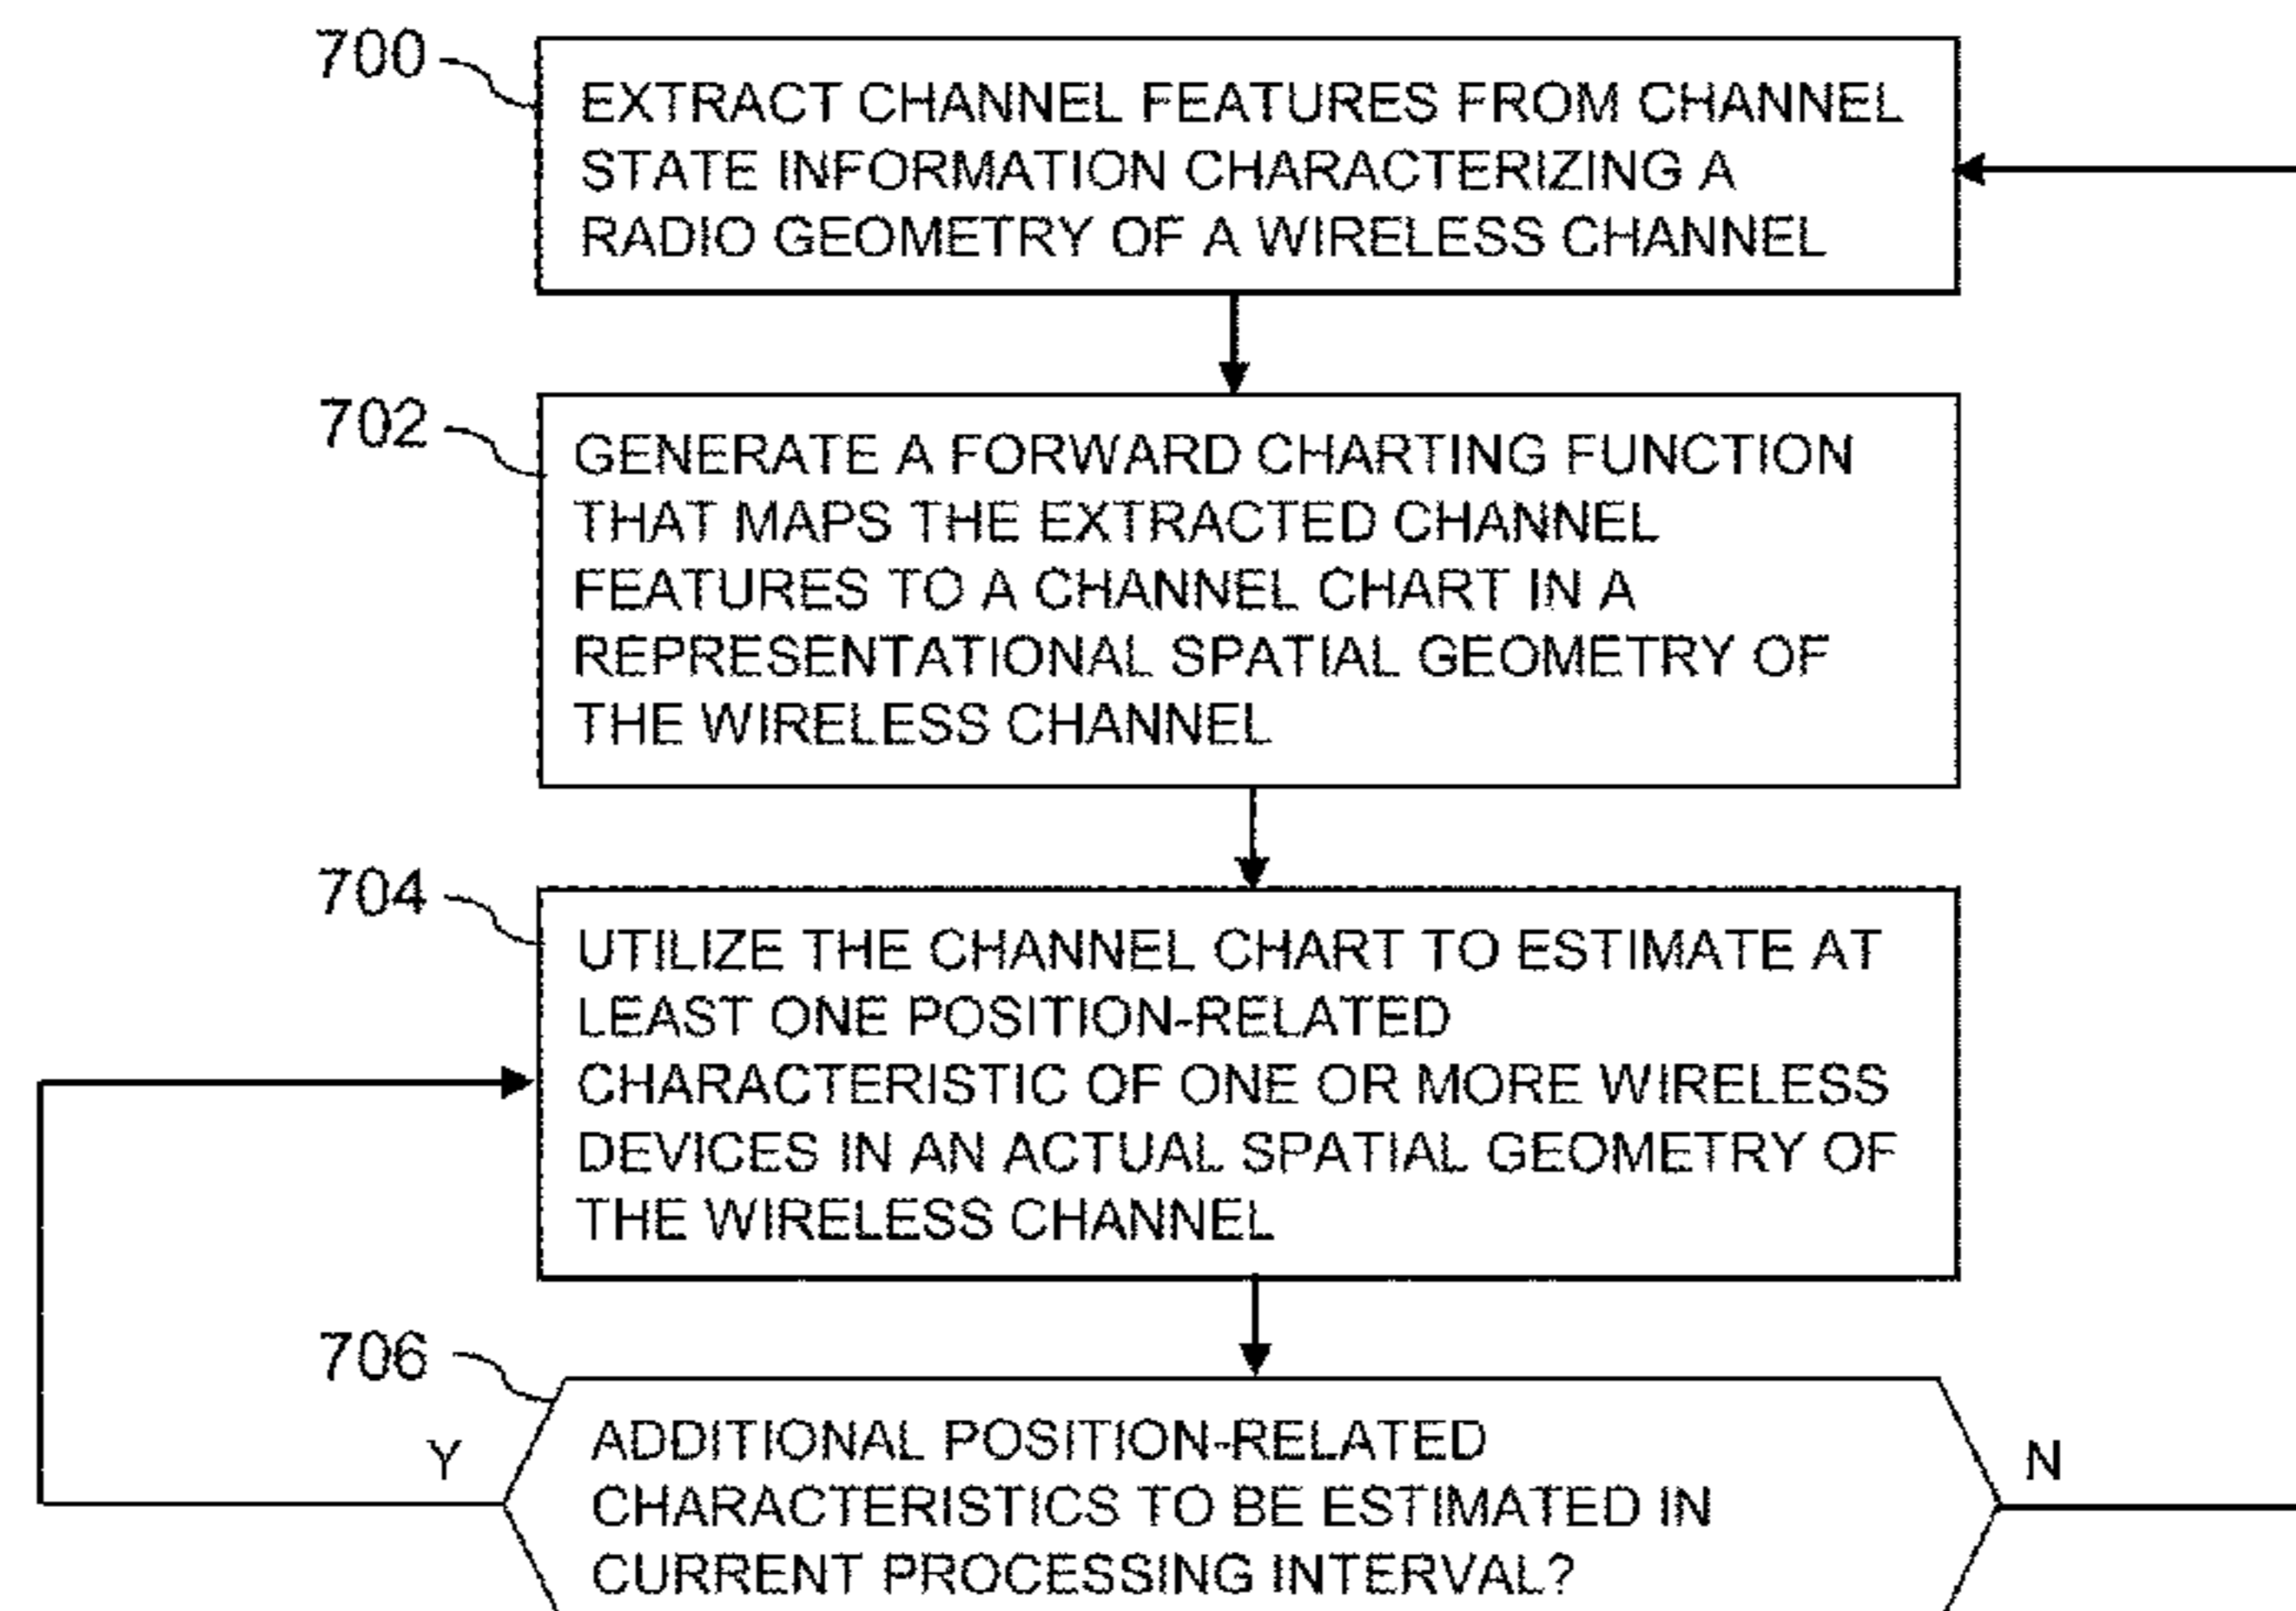 700
EXTRACT CHANNEL FEATURES FROM CHANNEL
STATE INFORMATION CHARACTERIZING A
RADIO GEOMETRY OF A WIRELESS CHANNEL
702
GENERATE A FORWARD CHARTING FUNCTION
THAT MAPS THE EXTRACTED CHANNEL
FEATURES TO A CHANNEL CHART IN A
REPRESENTATIONAL SPATIAL GEOMETRY OF
THE WIRELESS CHANNEL
704
UTILIZE THE CHANNEL CHART TO ESTIMATE AT
LEAST ONE POSITION-RELATED
CHARACTERISTIC OF ONE OR MORE WIRELESS
DEVICES IN AN ACTUAL SPATIAL GEOMETRY OF
THE WIRELESS CHANNEL
706
Y
ADDITIONAL POSITION-RELATED
CHARACTERISTICS TO BE ESTIMATED IN
CURRENT PROCESSING INTERVAL?
N